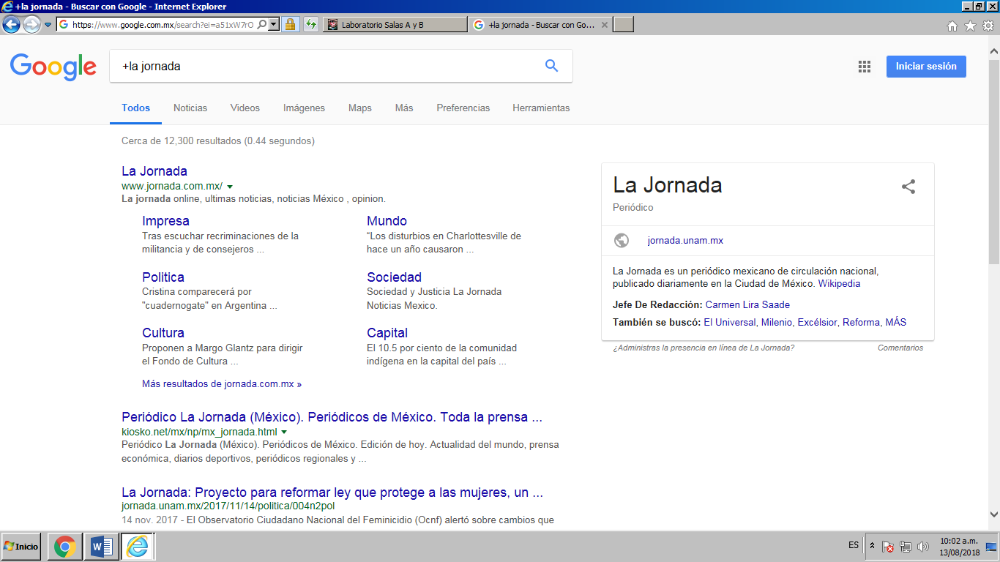 +la jornada - Buscar con Google - Internet Explorer
https://www.google.com.mx/search?ei=a51xW7rO
Laboratorio Salas A y B
+la jornada - Buscar con Go...
Google
+la jornada
Iniciar sesión
Todos Noticias Videos Imágenes Maps Más Preferencias Herramientas
Cerca de 12,300 resultados (0.44 segundos)
La Jornada
www.jornada.com.mx/
La jornada online, ultimas noticias, noticias México , opinion.
Impresa
Tras escuchar recriminaciones de la
militancia y de consejeros ...
Mundo
“Los disturbios en Charlottesville de
hace un año causaron ...
Politica
Cristina comparecerá por
"cuadernogate" en Argentina ...
Sociedad
Sociedad y Justicia La Jornada
Noticias Mexico.
Cultura
Proponen a Margo Glantz para dirigir
el Fondo de Cultura ...
Capital
El 10.5 por ciento de la comunidad
indígena en la capital del país ...
Más resultados de jornada.com.mx »
Periódico La Jornada (México). Periódicos de México. Toda la prensa ...
kiosko.net/mx/np/mx_jornada.html
Periódico La Jornada (México). Periódicos de México. Edición de hoy. Actualidad del mundo, prensa
económica, diarios deportivos, periódicos regionales y ...
La Jornada: Proyecto para reformar ley que protege a las mujeres, un ...
jornada.unam.mx/2017/11/14/politica/004n2pol
14 nov. 2017 - El Observatorio Ciudadano Nacional del Feminicidio (Ocnf) alertó sobre cambios que
La Jornada
Periódico
jornada.unam.mx
La Jornada es un periódico mexicano de circulación nacional,
publicado diariamente en la Ciudad de México. Wikipedia
Jefe De Redacción: Carmen Lira Saade
También se buscó: El Universal, Milenio, Excélsior, Reforma, MÁS
¿Administras la presencia en línea de La Jornada?
Comentarios
Inicio
ES
10:02 a.m.
13/08/2018